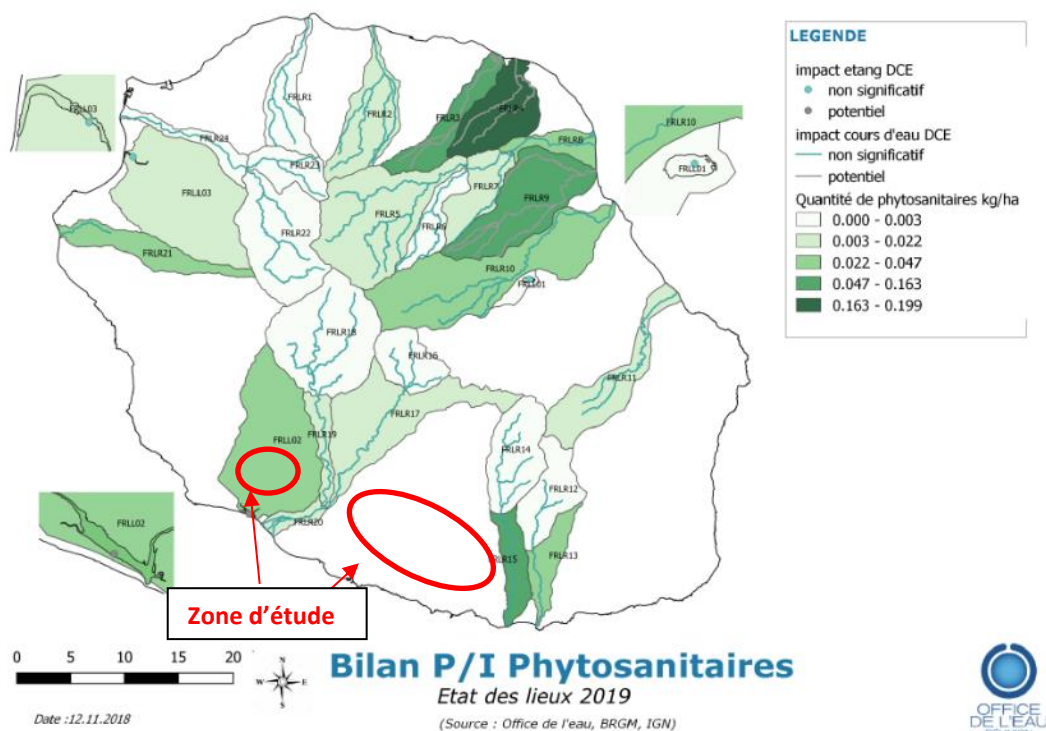 LEGENDE
impact etang DCE
non significatif
potentiel
impact cours d'eau DCE
non significatif
potentiel
Quantité de phytosanitaires kg/ha
0.000 - 0.003
0.003 - 0.022
0.022 - 0.047
0.047 - 0.163
0.163 - 0.199
FRLL03
FRLR1
FRLR2
FRLR3
FRLR24
FRLR23
FRLR8
FRLR10
FRLL01
FRLL03
FRLR7
FRLR5
FRLR9
FRLR22
FRLR6
FRLR21
FRLR10
FRLL01
FRLR18
FRLR16
FRLR11
FRLR17
FRLR19
FRLL02
FRLR14
FRLR12
FRLL02
FRLR20
FRLR15
FRLR13
Zone d'étude
0 5 10 15 20
N
W E
S
Bilan P/I Phytosanitaires
Etat des lieux 2019
(Source : Office de l'eau, BRGM, IGN)
Date :12.11.2018
OFFICE
DE L'EAU